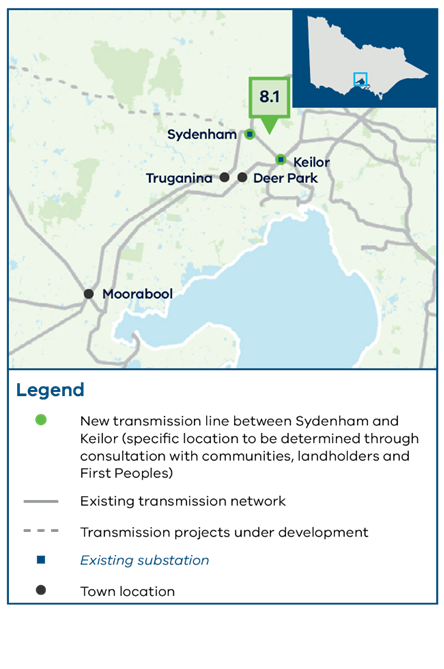 8.1
Sydenham
Keilor
Truganina
Deer Park
Moorabool
Legend
New transmission line between Sydenham and
Keilor (specific location to be determined through
consultation with communities, landholders and
First Peoples)
Existing transmission network
Transmission projects under development
Existing substation
Town location